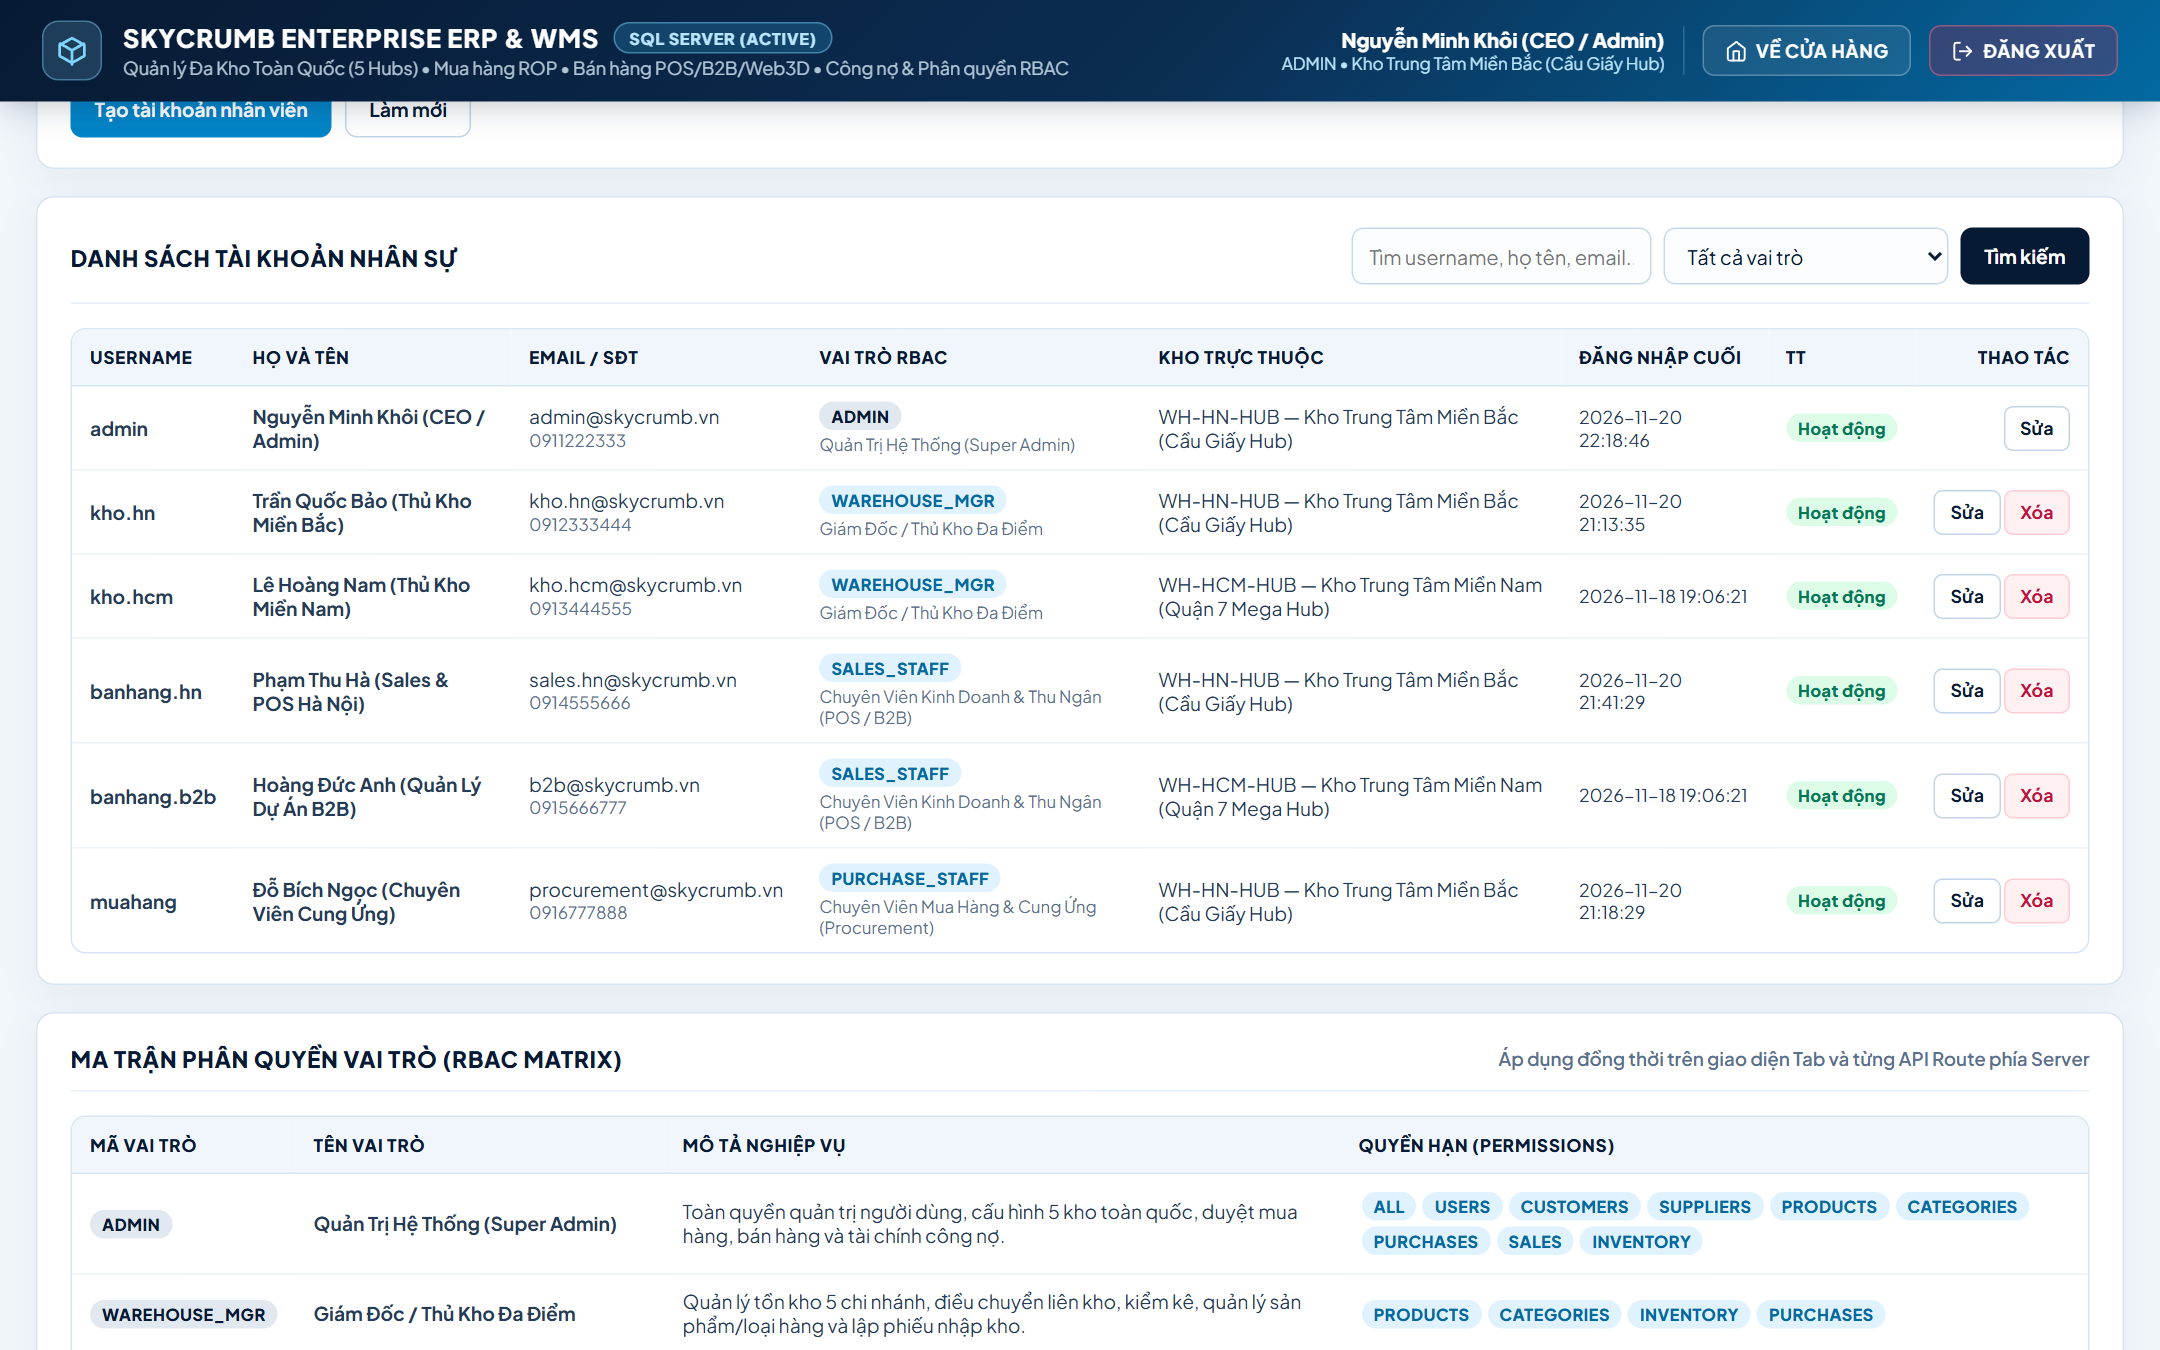 SKYCRUMB ENTERPRISE ERP & WMS SQL SERVER (ACTIVE)
Quản lý Đa Kho Toàn Quốc (5 Hubs) • Mua hàng ROP • Bán hàng POS/B2B/Web3D • Công nợ & Phân quyền RBAC
Nguyễn Minh Khôi (CEO / Admin)
ADMIN • Kho Trung Tâm Miền Bắc (Cầu Giấy Hub)
VỀ CỬA HÀNG
ĐĂNG XUẤT
Tạo tài khoản nhân viên Làm mới
DANH SÁCH TÀI KHOẢN NHÂN SỰ
Tìm username, họ tên, email. Tất cả vai trò Tìm kiếm
USERNAME HỌ VÀ TÊN EMAIL / SĐT VAI TRÒ RBAC KHO TRỰC THUỘC ĐĂNG NHẬP CUỐI TT THAO TÁC
admin
Nguyễn Minh Khôi (CEO /
Admin)
admin@skycrumb.vn
0911222333
ADMIN
Quản Trị Hệ Thống (Super Admin)
WH-HN-HUB — Kho Trung Tâm Miền Bắc
(Cầu Giấy Hub)
2026-11-20
22:18:46
Hoạt động
Sửa
kho.hn
Trần Quốc Bảo (Thủ Kho
Miền Bắc)
kho.hn@skycrumb.vn
0912333444
WAREHOUSE_MGR
Giám Đốc / Thủ Kho Đa Điểm
WH-HN-HUB — Kho Trung Tâm Miền Bắc
(Cầu Giấy Hub)
2026-11-20
21:13:35
Hoạt động
Sửa Xóa
kho.hcm
Lê Hoàng Nam (Thủ Kho
Miền Nam)
kho.hcm@skycrumb.vn
0913444555
WAREHOUSE_MGR
Giám Đốc / Thủ Kho Đa Điểm
WH-HCM-HUB — Kho Trung Tâm Miền Nam
(Quận 7 Mega Hub)
2026-11-18 19:06:21
Hoạt động
Sửa Xóa
banhang.hn
Phạm Thu Hà (Sales &
POS Hà Nội)
sales.hn@skycrumb.vn
0914555666
SALES_STAFF
Chuyên Viên Kinh Doanh & Thu Ngân
(POS / B2B)
WH-HN-HUB — Kho Trung Tâm Miền Bắc
(Cầu Giấy Hub)
2026-11-20
21:41:29
Hoạt động
Sửa Xóa
banhang.b2b
Hoàng Đức Anh (Quản Lý
Dự Án B2B)
b2b@skycrumb.vn
0915666777
SALES_STAFF
Chuyên Viên Kinh Doanh & Thu Ngân
(POS / B2B)
WH-HCM-HUB — Kho Trung Tâm Miền Nam
(Quận 7 Mega Hub)
2026-11-18 19:06:21
Hoạt động
Sửa Xóa
muahang
Đỗ Bích Ngọc (Chuyên
Viên Cung Ứng)
procurement@skycrumb.vn
0916777888
PURCHASE_STAFF
Chuyên Viên Mua Hàng & Cung Ứng
(Procurement)
WH-HN-HUB — Kho Trung Tâm Miền Bắc
(Cầu Giấy Hub)
2026-11-20
21:18:29
Hoạt động
Sửa Xóa
MA TRẬN PHÂN QUYỀN VAI TRÒ (RBAC MATRIX)
Áp dụng đồng thời trên giao diện Tab và từng API Route phía Server
MÃ VAI TRÒ TÊN VAI TRÒ MÔ TẢ NGHIỆP VỤ QUYỀN HẠN (PERMISSIONS)
ADMIN
Quản Trị Hệ Thống (Super Admin)
Toàn quyền quản trị người dùng, cấu hình 5 kho toàn quốc, duyệt mua
hàng, bán hàng và tài chính công nợ.
ALL USERS CUSTOMERS SUPPLIERS PRODUCTS CATEGORIES
PURCHASES SALES INVENTORY
WAREHOUSE_MGR
Giám Đốc / Thủ Kho Đa Điểm
Quản lý tồn kho 5 chi nhánh, điều chuyển liên kho, kiểm kê, quản lý sản
phẩm/loại hàng và lập phiếu nhập kho.
PRODUCTS CATEGORIES INVENTORY PURCHASES